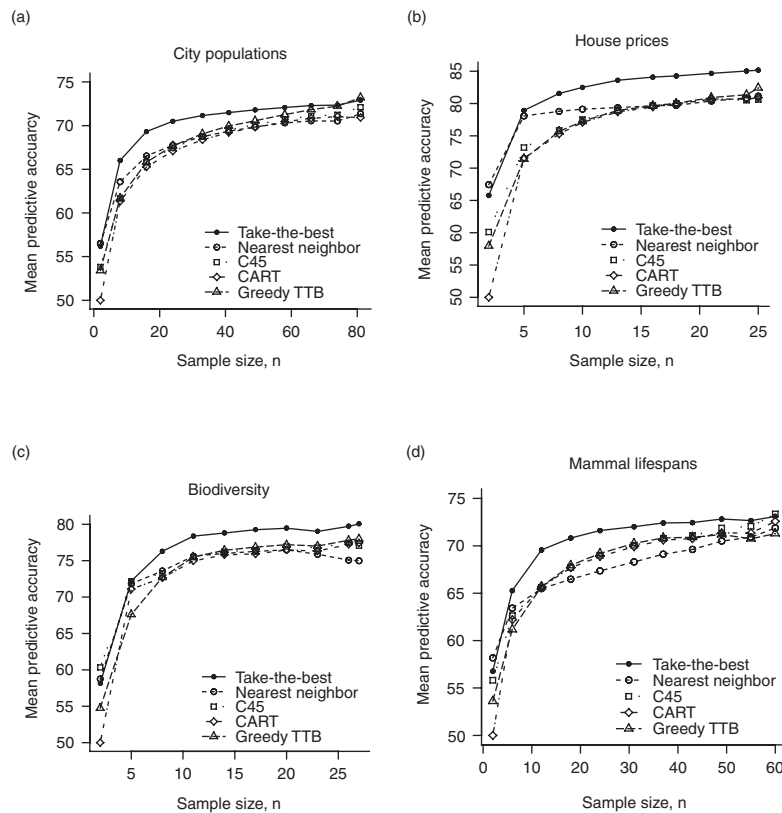 (a)
City populations
Mean predictive accuarcy
75
70
65
60
55
50
Take-the-best
Nearest neighbor
C45
CART
Greedy TTB
0 20 40 60 80
Sample size, n
(b)
House prices
Mean predictive accuracy
85
80
75
70
65
60
55
50
Take-the-best
Nearest neighbor
C45
CART
Greedy TTB
5 10 15 20 25
Sample size, n
(c)
Biodiversity
Mean predictive accuracy
80
75
70
65
60
55
50
Take-the-best
Nearest neighbor
C45
CART
Greedy TTB
5 10 15 20 25
Sample size, n
(d)
Mammal lifespans
Mean predictive accuracy
75
70
65
60
55
50
Take-the-best
Nearest neighbor
C45
CART
Greedy TTB
0 10 20 30 40 50 60
Sample size, n